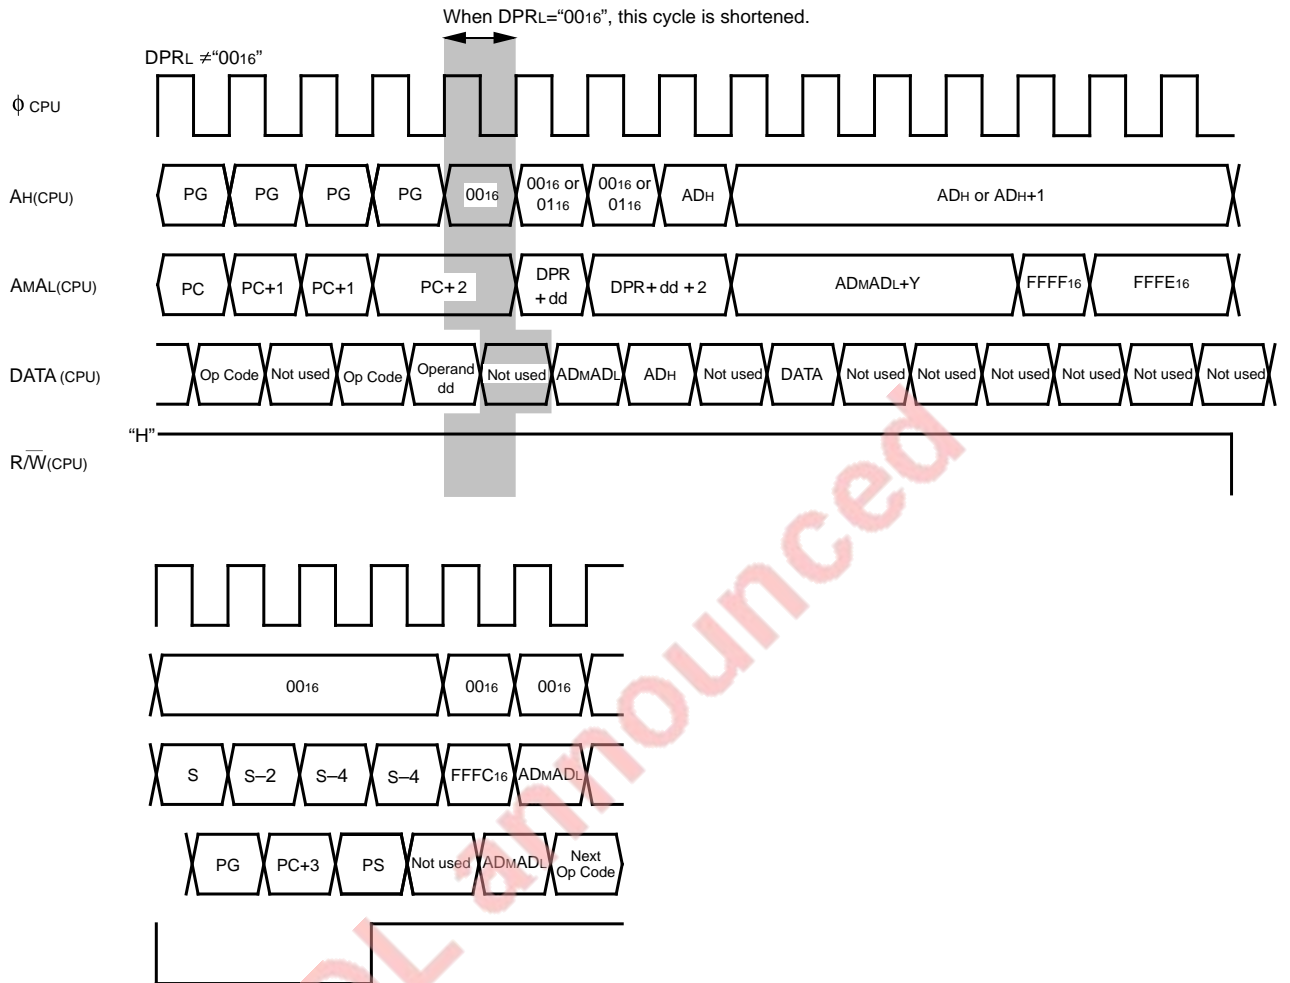 When DPRL=“0016”, this cycle is shortened.
DPRL ≠“0016”
ϕ CPU
AH(CPU)
PG PG PG PG 0016 0016 or 0116 0016 or 0116 ADH ADH or ADH+1
AMAL(CPU)
PC PC+1 PC+1 PC+2 DPR +dd DPR+dd+2 ADMADL+Y FFFF16 FFFE16
DATA (CPU)
Op Code Not used Op Code Operand dd Not used ADMADL ADH Not used DATA Not used Not used Not used Not used Not used Not used
“H”
R/W̅(CPU)
0016 0016 0016
S S–2 S–4 S–4 FFFC16 ADMADL
PG PC+3 PS Not used ADMADL Next Op Code
OL announced